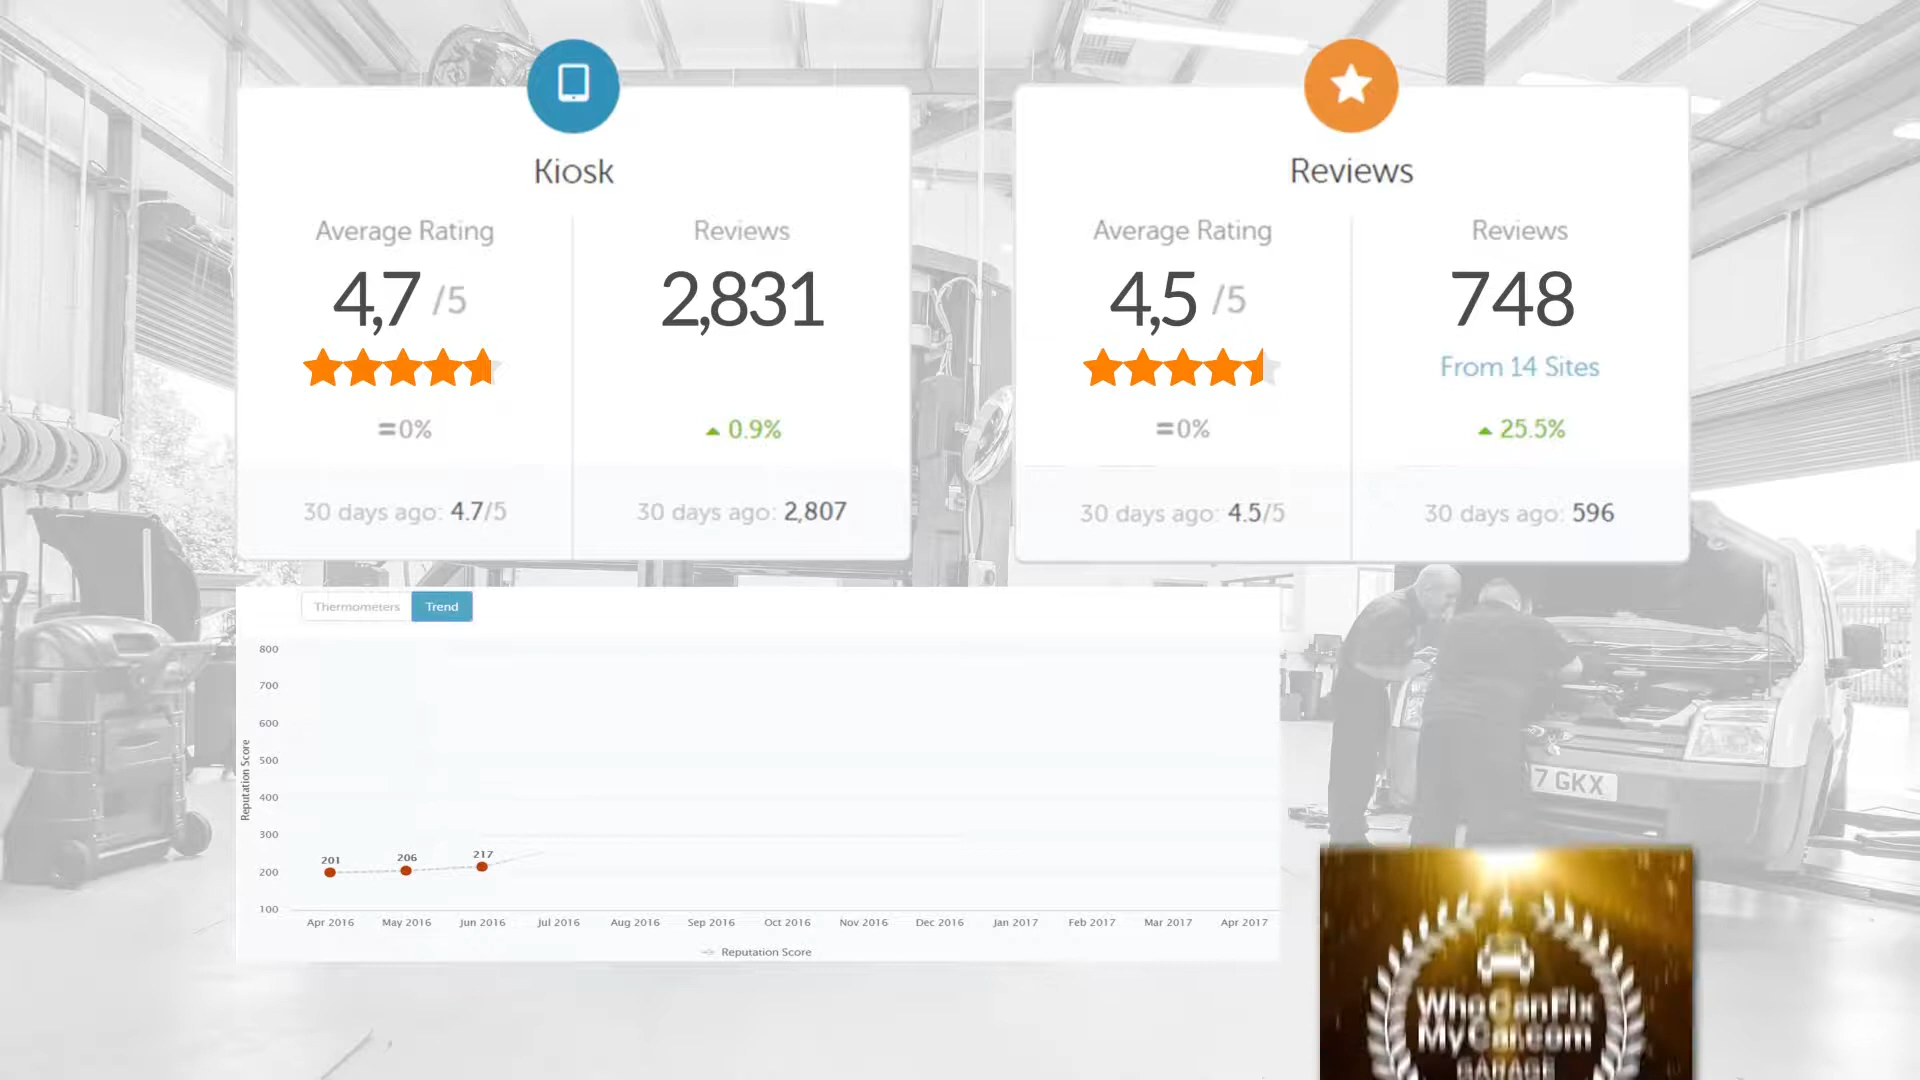 Kiosk
Average Rating
4,7 /5
=0%
30 days ago: 4.7/5
Reviews
2,831
0.9%
30 days ago: 2,807
Reviews
Average Rating
4,5 /5
=0%
30 days ago: 4.5/5
Reviews
748
From 14 Sites
25.5%
30 days ago: 596
Thermometers Trend
Reputation Score
800
700
600
500
400
300
200
100
201 206 217
Apr 2016 May 2016 Jun 2016 Jul 2016 Aug 2016 Sep 2016 Oct 2016 Nov 2016 Dec 2016 Jan 2017 Feb 2017 Mar 2017 Apr 2017
Reputation Score
7 GKX
WhoCanFix
MyCar.com
GARAGE